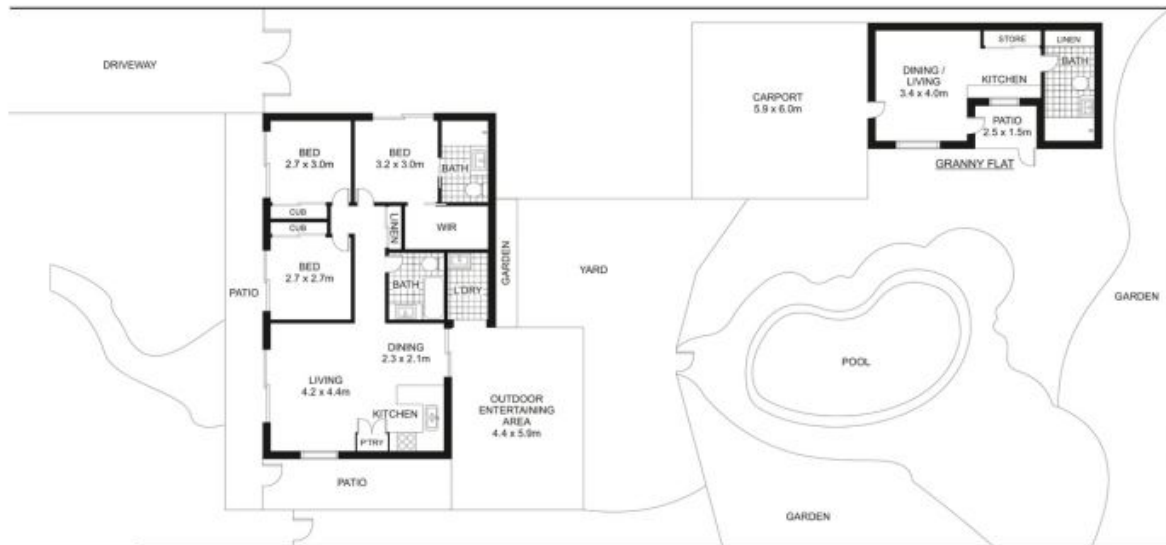 DRIVEWAY
CARPORT
5.9 x 6.0m
DINING /
LIVING
3.4 x 4.0m
STORE
LINEN
BATH
KITCHEN
PATIO
2.5 x 1.5m
GRANNY FLAT
BED
2.7 x 3.0m
BED
3.2 x 3.0m
BATH
CUB
CUB
LINEN
WIR
BED
2.7 x 2.7m
BATH
L'DRY
GARDEN
YARD
PATIO
GARDEN
DINING
2.3 x 2.1m
LIVING
4.2 x 4.4m
KITCHEN
P'TRY
OUTDOOR
ENTERTAINING
AREA
4.4 x 5.9m
POOL
PATIO
GARDEN